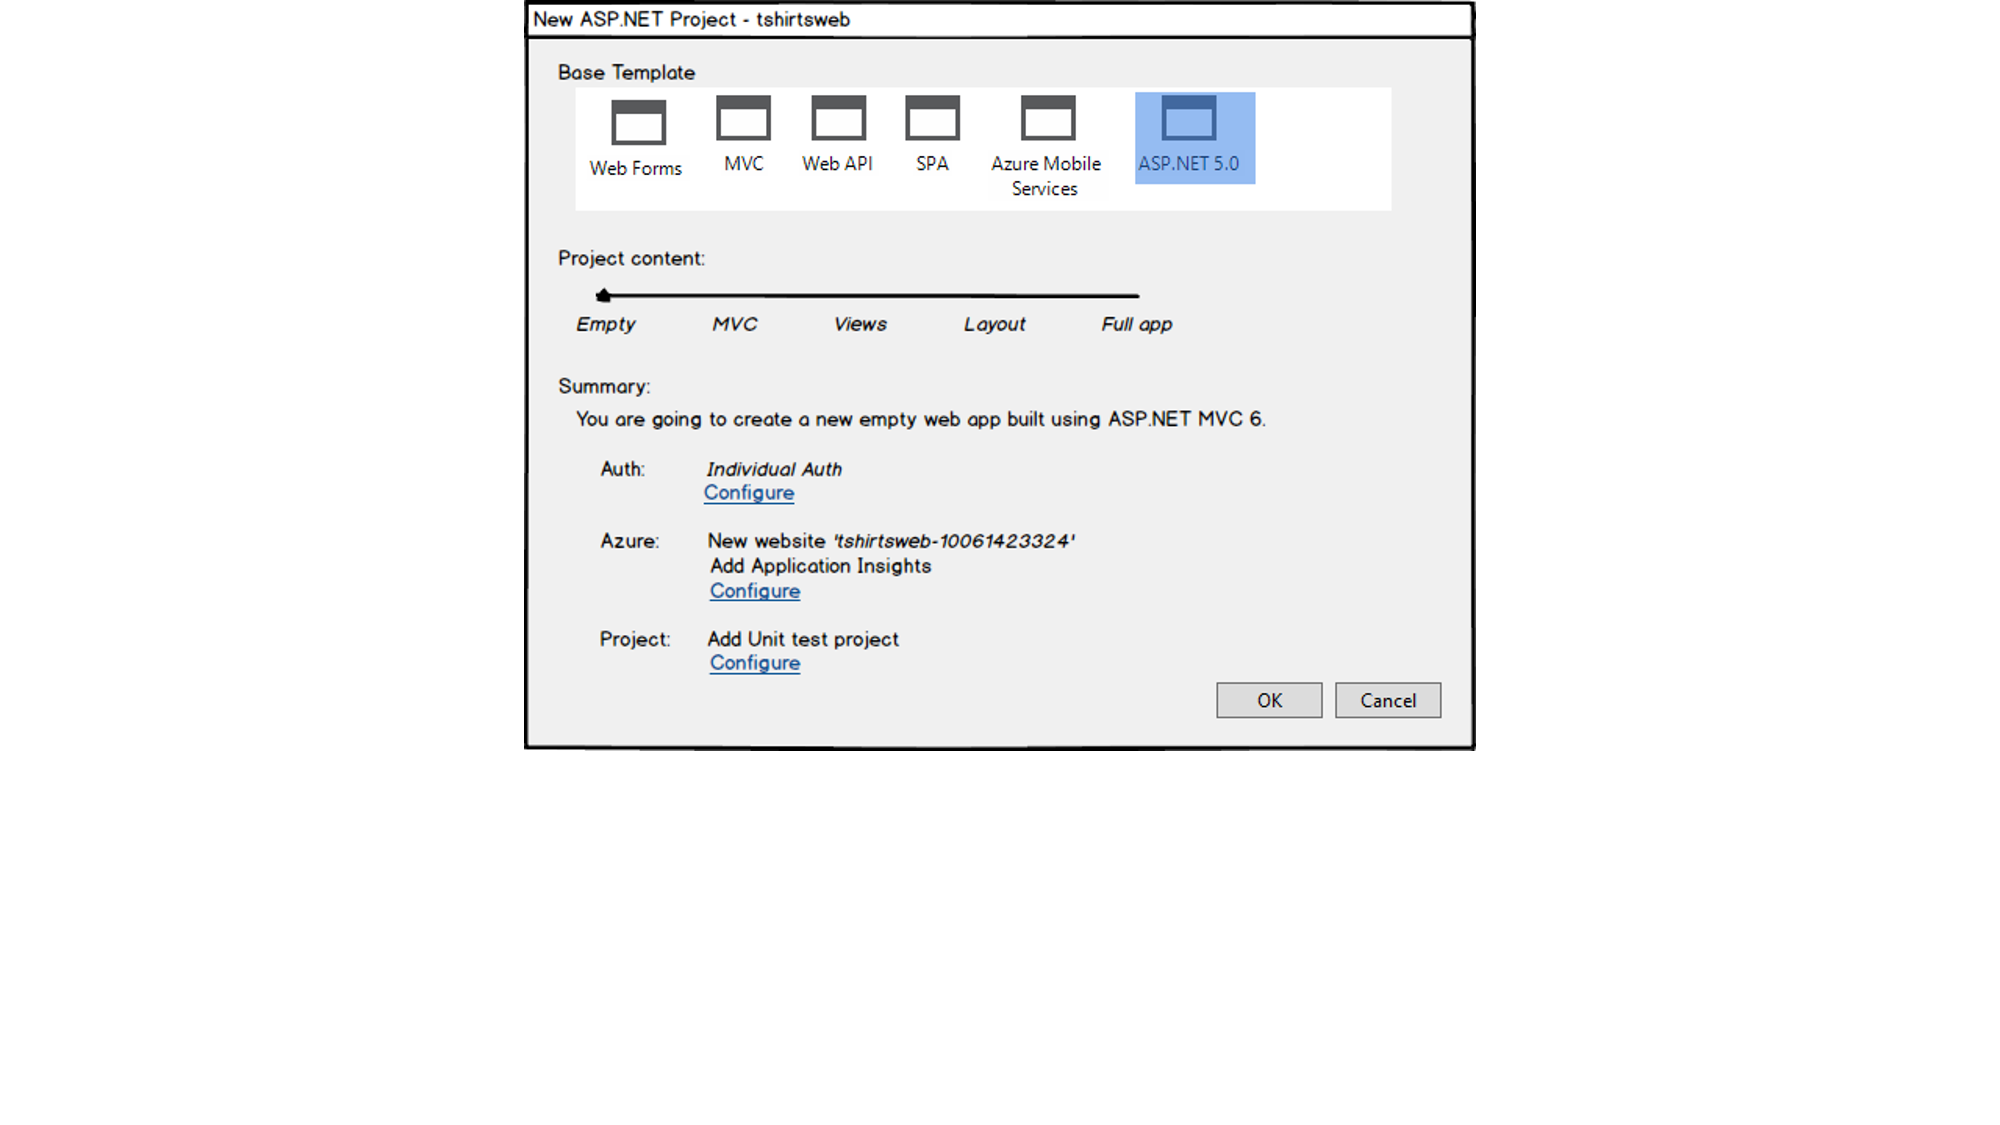 New ASP.NET Project - tshirtsweb
Base Template
Web Forms
MVC
Web API
SPA
Azure Mobile
Services
ASP.NET 5.0
Project content:
Empty MVC Views Layout Full app
Summary:
You are going to create a new empty web app built using ASP.NET MVC 6.
Auth: Individual Auth
Configure
Azure: New website 'tshirtsweb-10061423324'
Add Application Insights
Configure
Project: Add Unit test project
Configure
OK Cancel